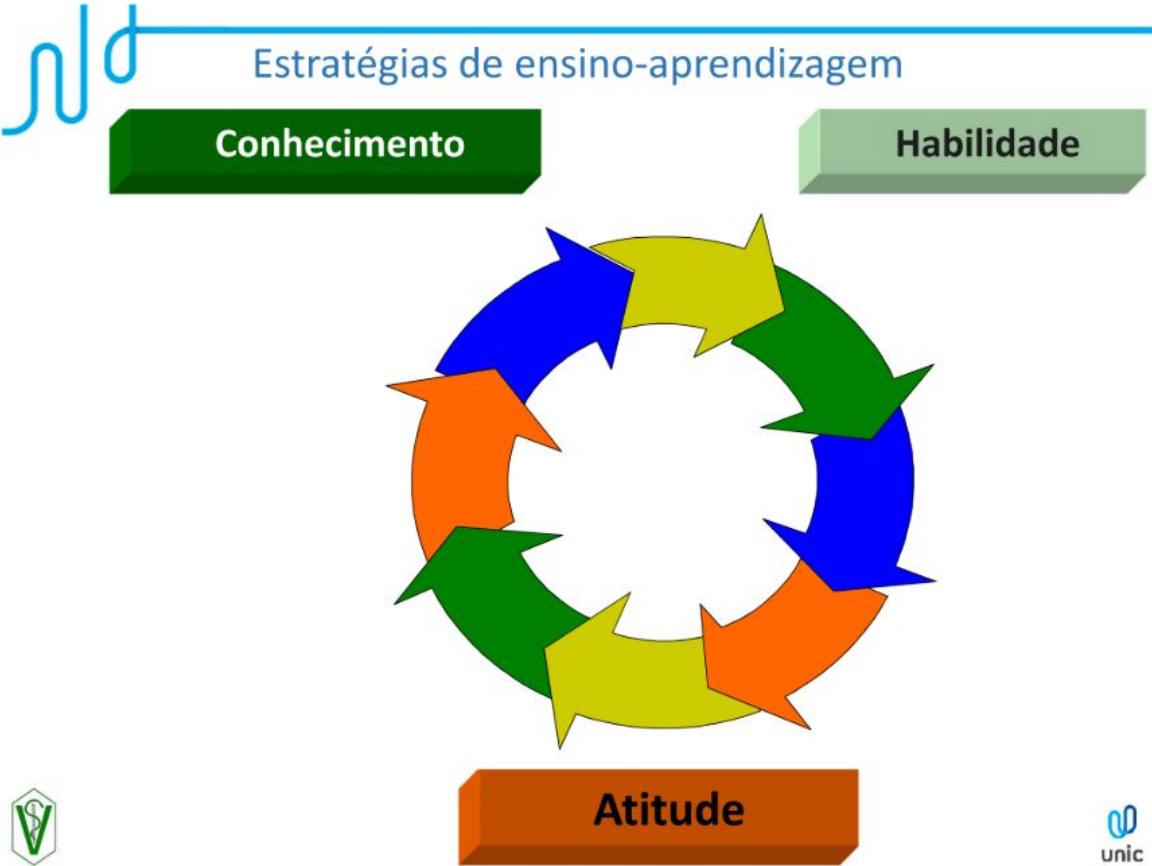 Estratégias de ensino-aprendizagem
Conhecimento
Habilidade
Atitude
V
unic